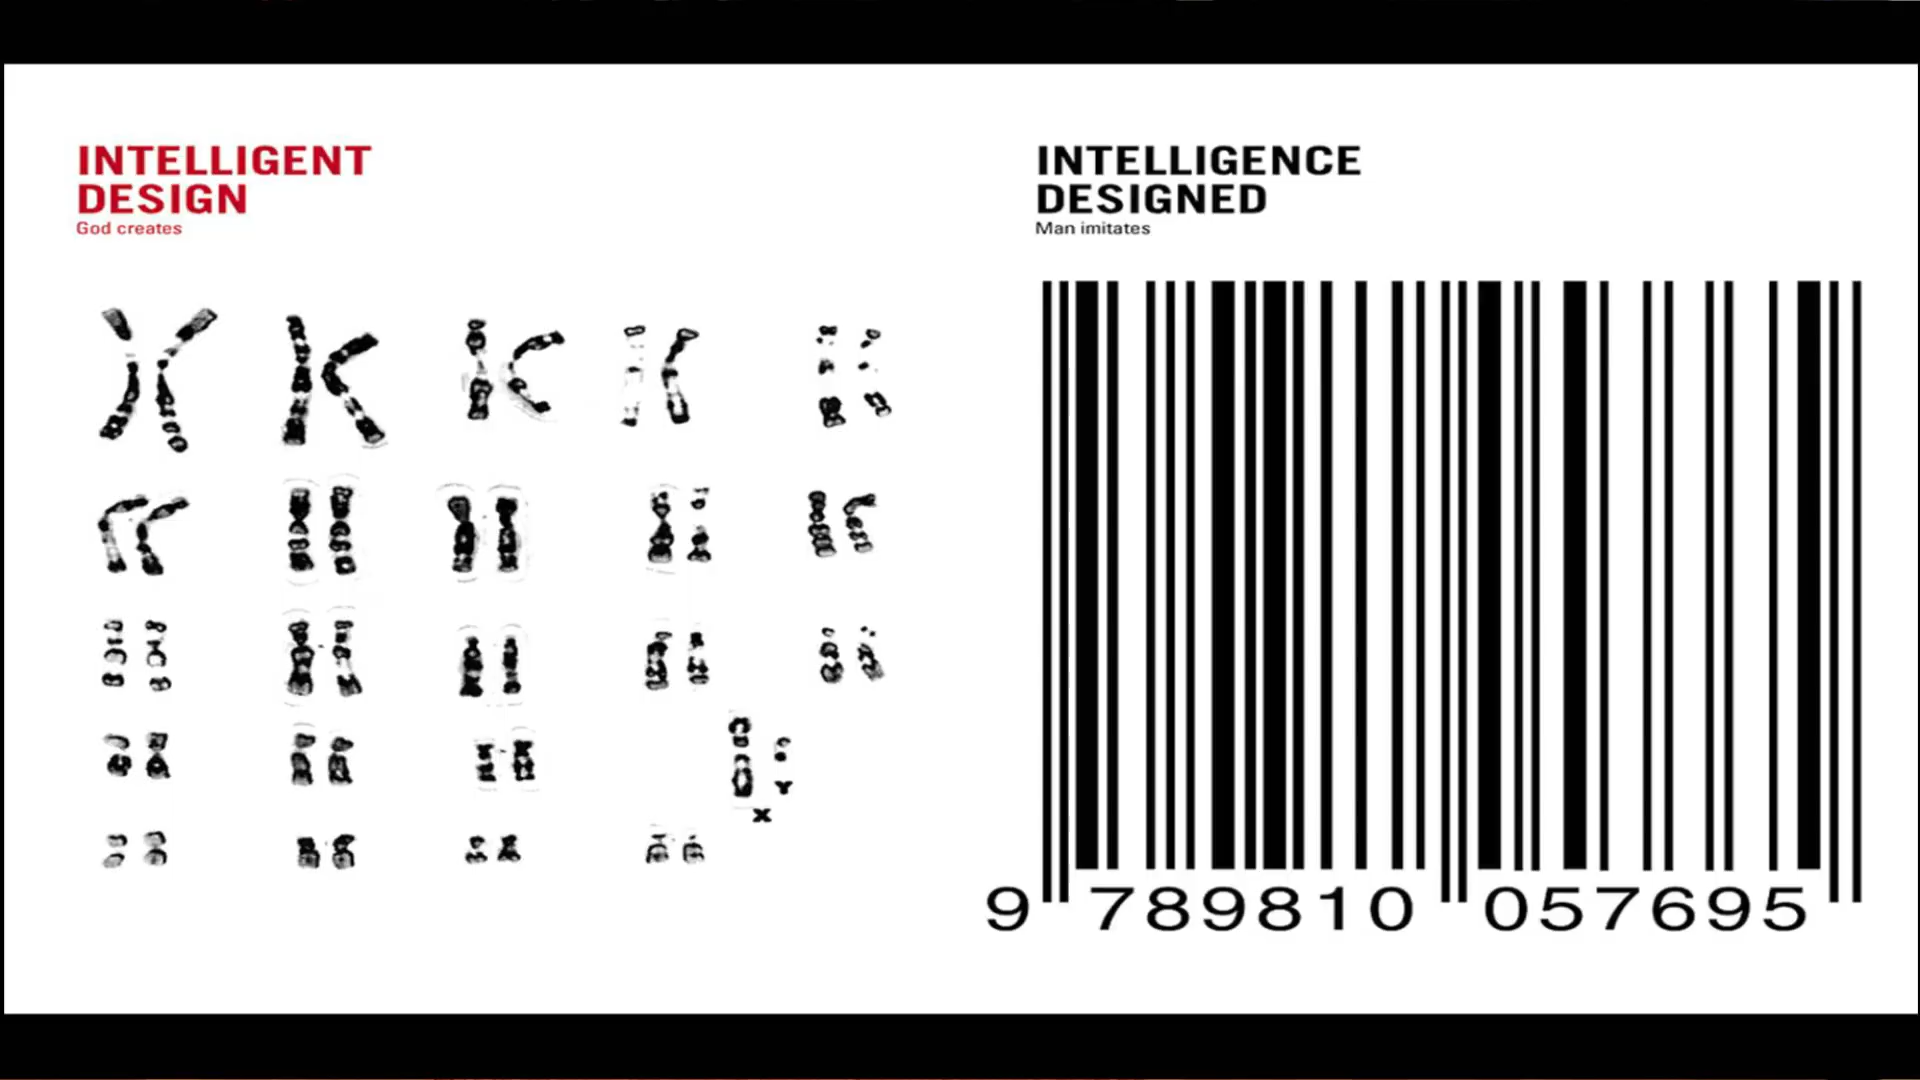 INTELLIGENT
DESIGN
God creates
INTELLIGENCE
DESIGNED
Man imitates
Y
X
9 789810 057695